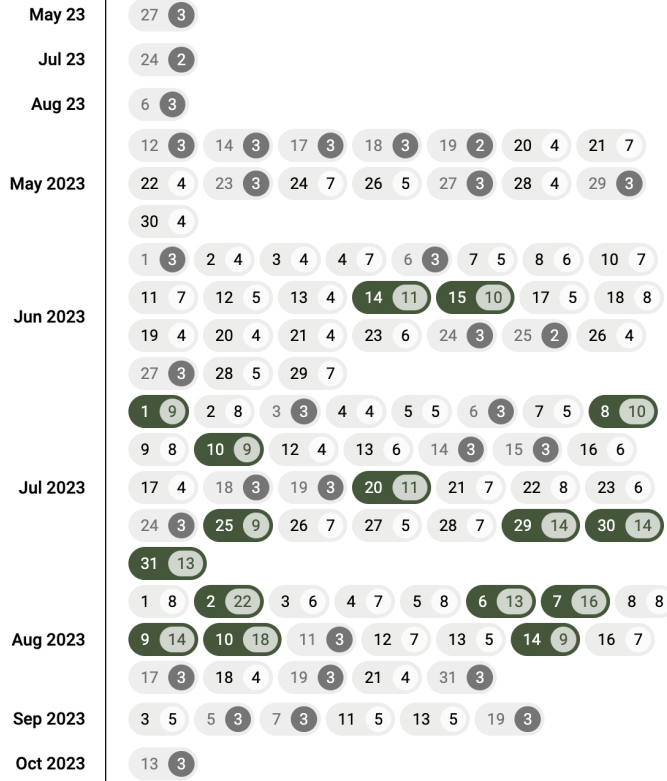 May 23 27 3
Jul 23 24 2
Aug 23 6 3
12 3 14 3 17 3 18 3 19 2 20 4 21 7
May 2023 22 4 23 3 24 7 26 5 27 3 28 4 29 3
30 4
1 3 2 4 3 4 4 7 6 3 7 5 8 6 10 7
11 7 12 5 13 4 14 11 15 10 17 5 18 8
Jun 2023
19 4 20 4 21 4 23 6 24 3 25 2 26 4
27 3 28 5 29 7
1 9 2 8 3 3 4 4 5 5 6 3 7 5 8 10
9 8 10 9 12 4 13 6 14 3 15 3 16 6
Jul 2023 17 4 18 3 19 3 20 11 21 7 22 8 23 6
24 3 25 9 26 7 27 5 28 7 29 14 30 14
31 13
1 8 2 22 3 6 4 7 5 8 6 13 7 16 8 8
Aug 2023 9 14 10 18 11 3 12 7 13 5 14 9 16 7
17 3 18 4 19 3 21 4 31 3
Sep 2023 3 5 5 3 7 3 11 5 13 5 19 3
Oct 2023 13 3